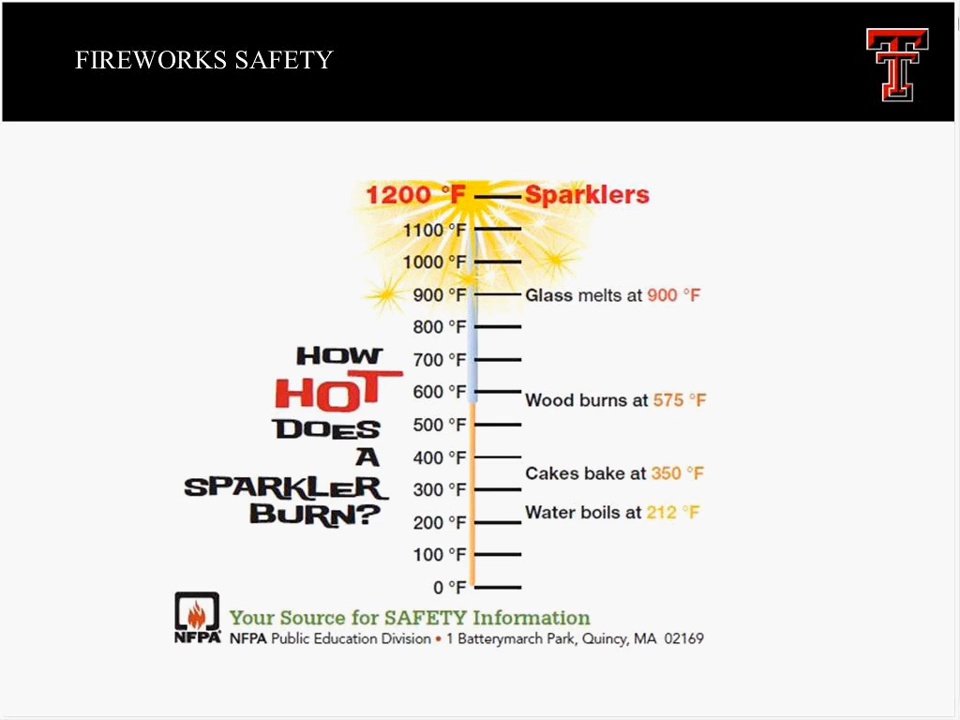 FIREWORKS SAFETY
1200 °F Sparklers
1100 °F
1000 °F
900 °F Glass melts at 900 °F
800 °F
700 °F
600 °F
Wood burns at 575 °F
500 °F
400 °F
Cakes bake at 350 °F
300 °F
Water boils at 212 °F
200 °F
100 °F
0 °F
HOW
HOT
DOES
A
SPARKLER
BURN?
NFPA
Your Source for SAFETY Information
NFPA Public Education Division • 1 Batterymarch Park, Quincy, MA 02169